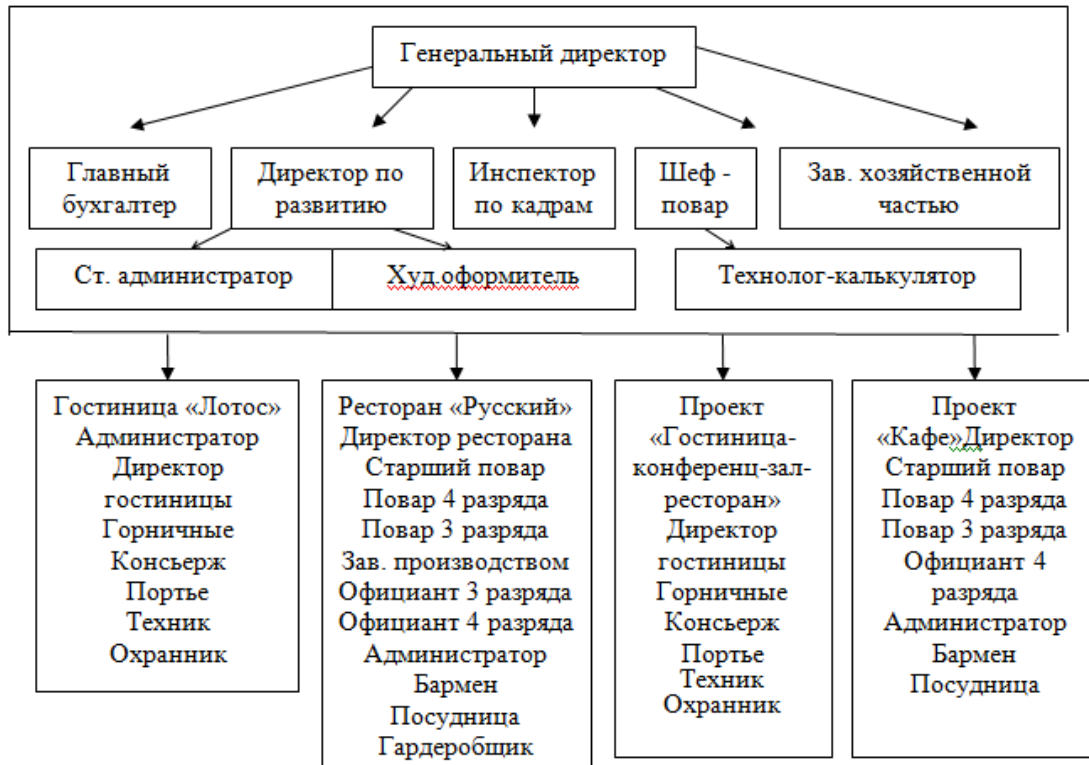 Генеральный директор
Главный
бухгалтер
Директор по
развитию
Инспектор
по кадрам
Шеф -
повар
Зав. хозяйственной
частью
Ст. администратор
Худ.оформитель
Технолог-калькулятор
Гостиница «Лотос»
Администратор
Директор
гостиницы
Горничные
Консьерж
Портье
Техник
Охранник
Ресторан «Русский»
Директор ресторана
Старший повар
Повар 4 разряда
Повар 3 разряда
Зав. производством
Официант 3 разряда
Официант 4 разряда
Администратор
Бармен
Посудница
Гардеробщик
Проект
«Гостиница-
конференц-зал-
ресторан»
Директор
гостиницы
Горничные
Консьерж
Портье
Техник
Охранник
Проект
«Кафе»Директор
Старший повар
Повар 4 разряда
Повар 3 разряда
Официант 4
разряда
Администратор
Бармен
Посудница